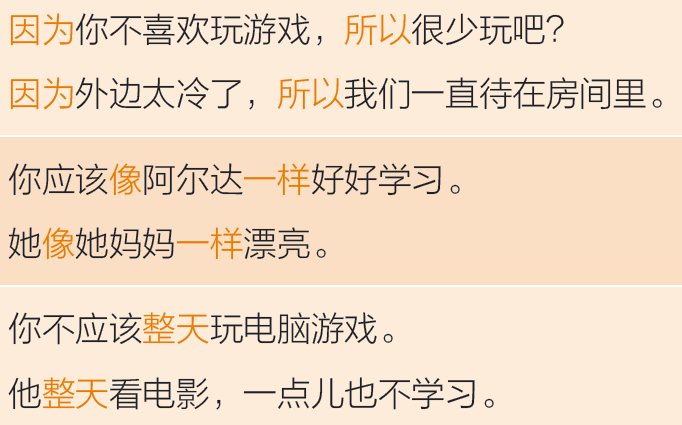 因为你不喜欢玩游戏，所以很少玩吧？
因为外边太冷了，所以我们一直待在房间里。
你应该像阿尔达一样好好学习。
她像她妈妈一样漂亮。
你不应该整天玩电脑游戏。
他整天看电影，一点儿也不学习。